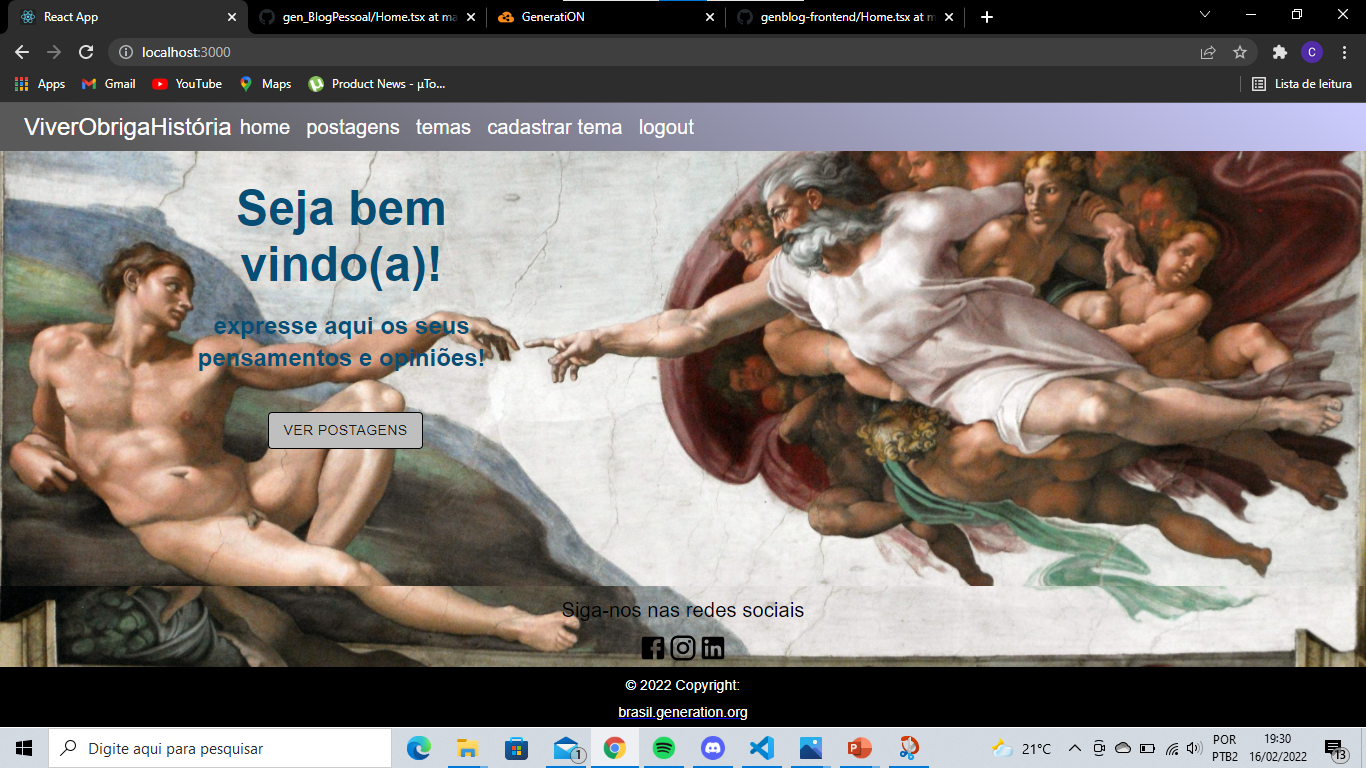 React App
gen_BlogPessoal/Home.tsx at ma
GeneratiON
genblog-frontend/Home.tsx at m
localhost:3000
C
Apps
Gmail
YouTube
Maps
Product News - µTo...
Lista de leitura
ViverObrigaHistória home postagens temas cadastrar tema logout
Seja bem
vindo(a)!
expresse aqui os seus
pensamentos e opiniões!
VER POSTAGENS
Siga-nos nas redes sociais
© 2022 Copyright:
brasil.generation.org
Digite aqui para pesquisar
1
21°C
POR
PTB2
19:30
16/02/2022
13